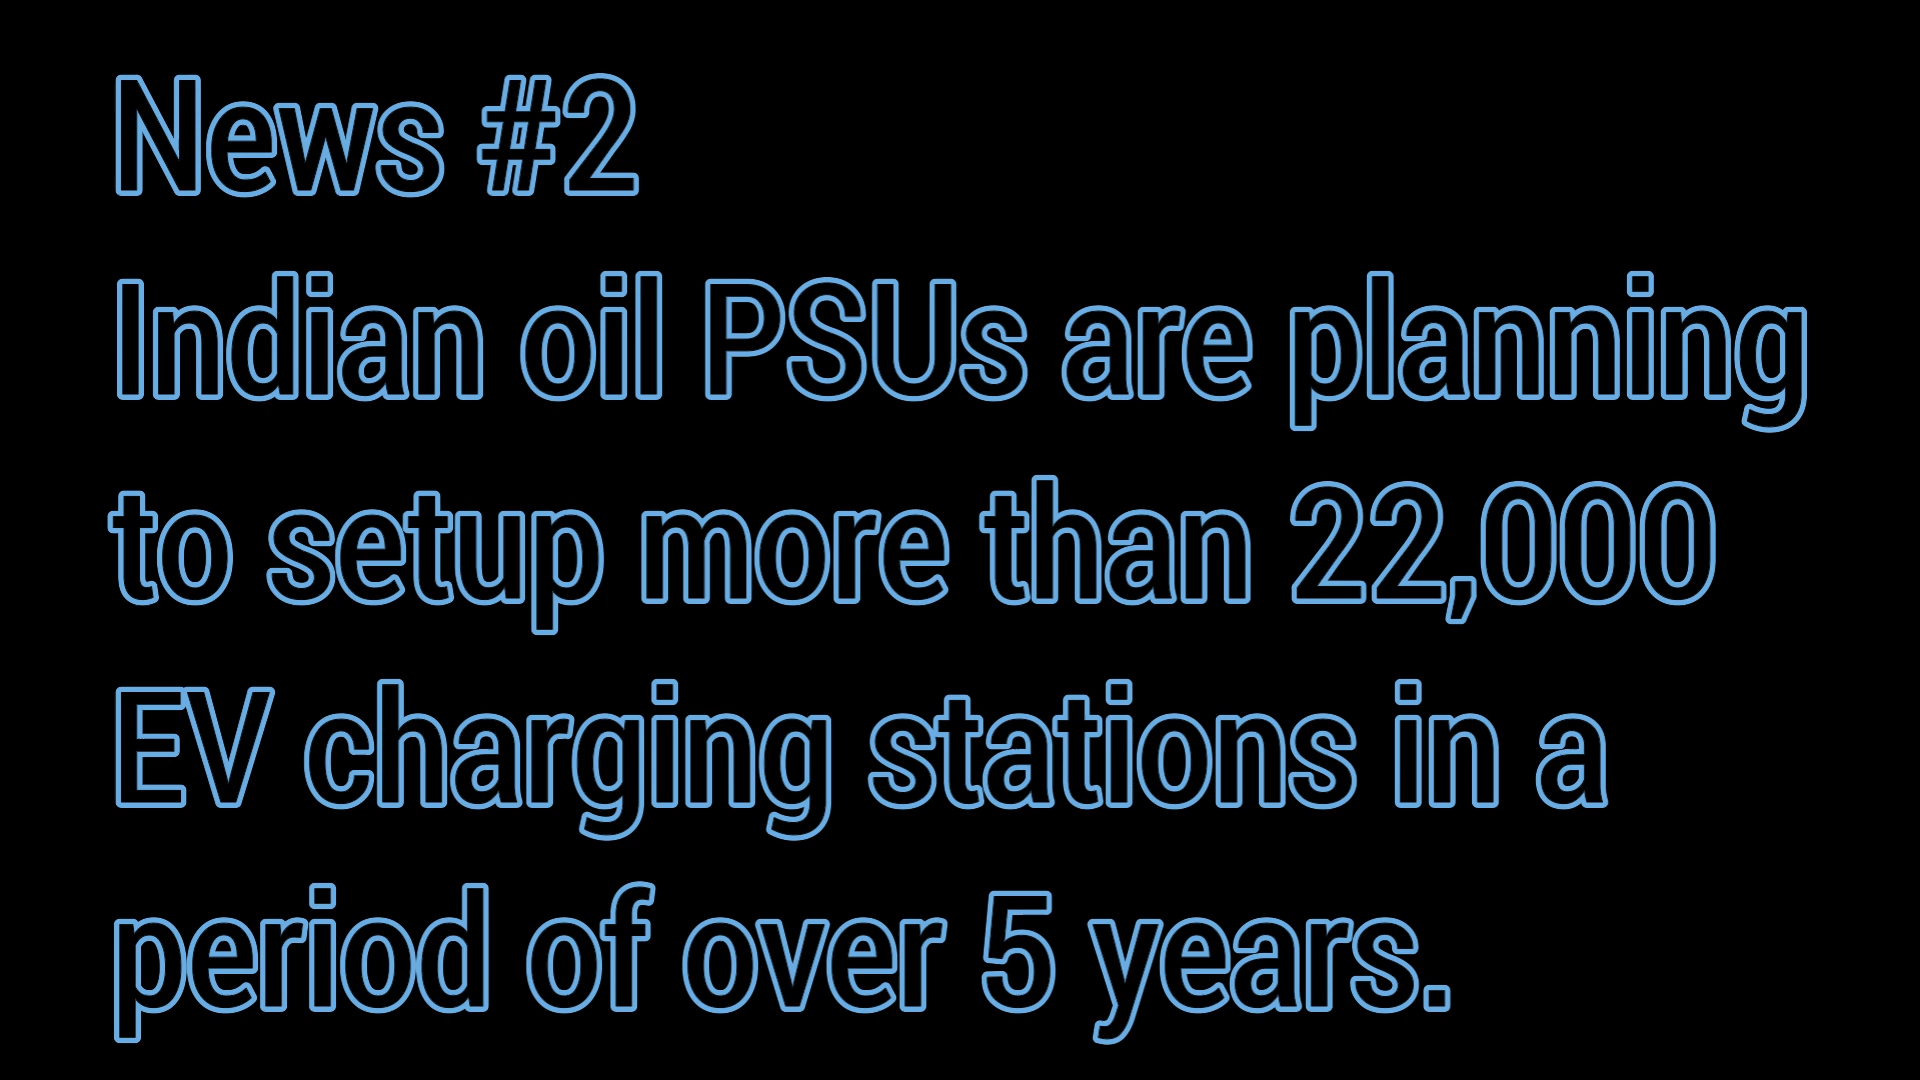 News #2
Indian oil PSUs are planning
to setup more than 22,000
EV charging stations in a
period of over 5 years.